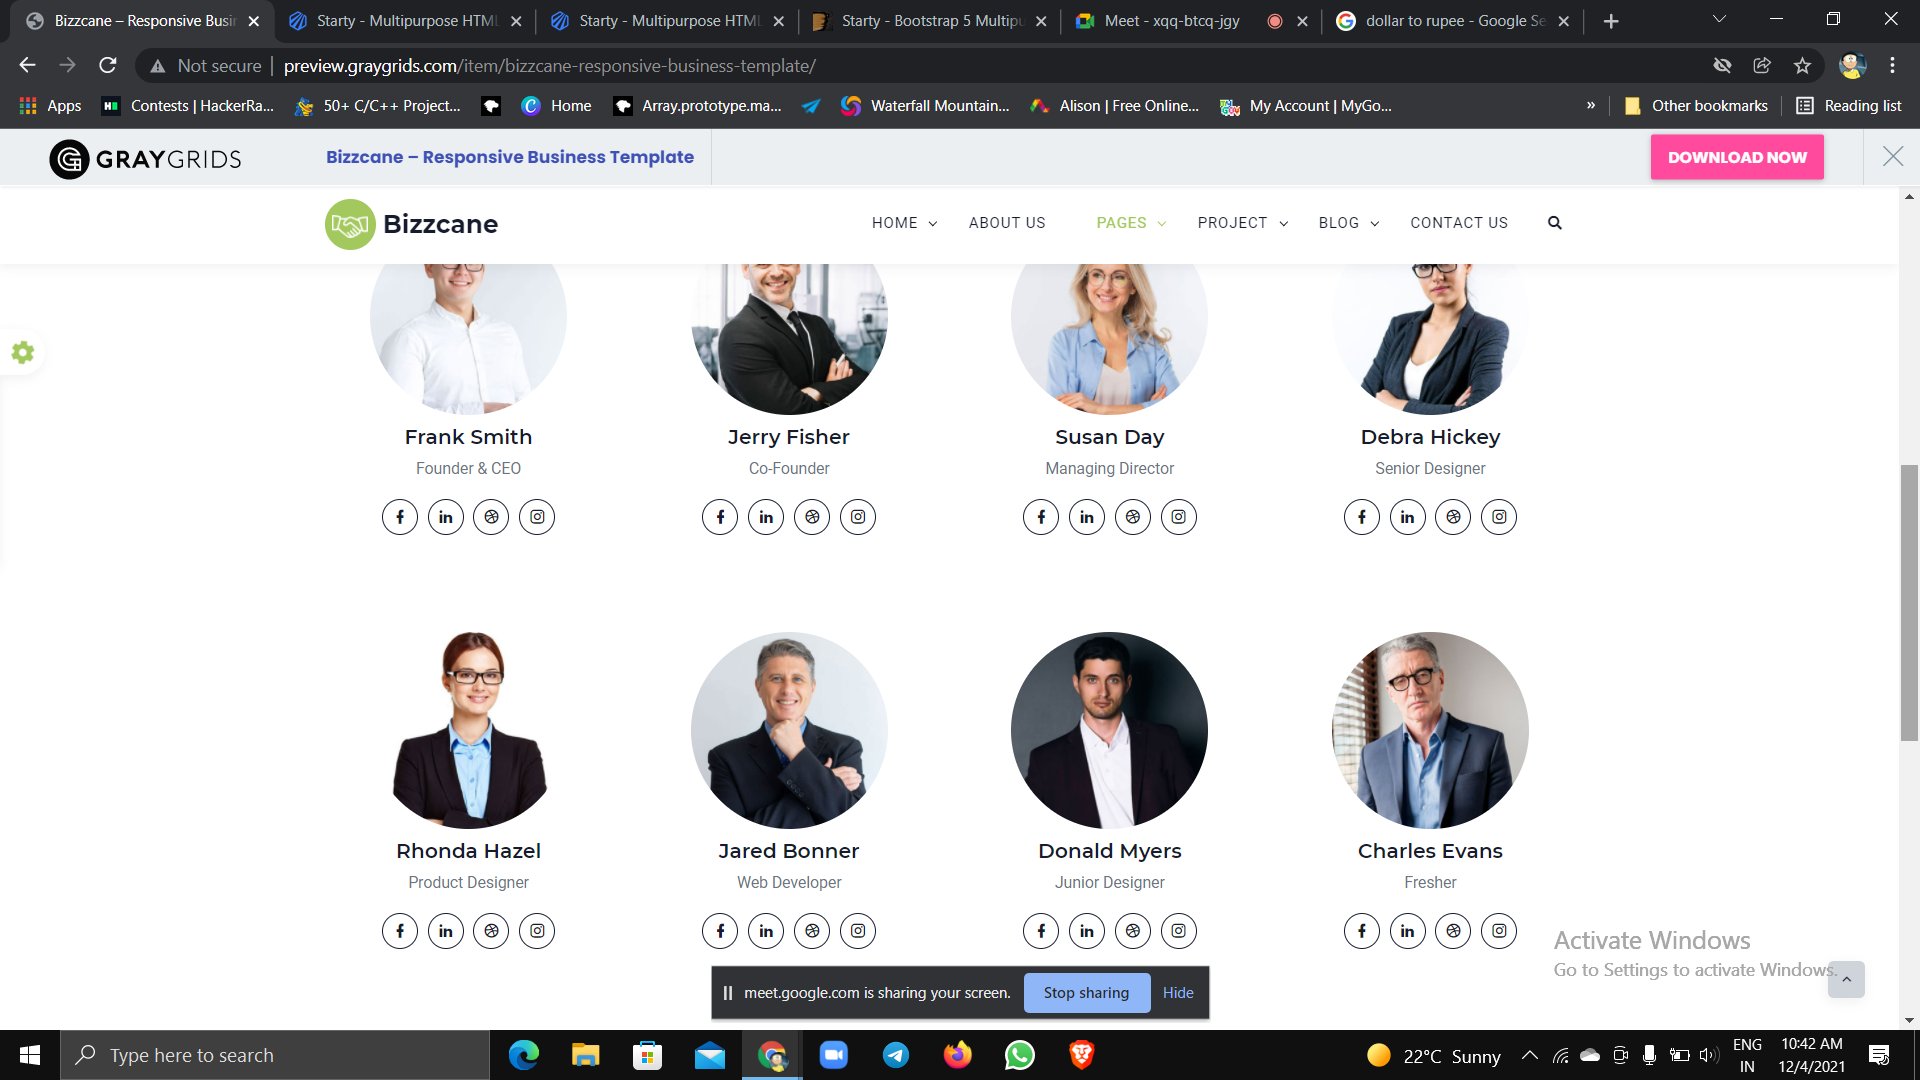 Bizzcane – Responsive Busin
Starty - Multipurpose HTML
Starty - Multipurpose HTML
Starty - Bootstrap 5 Multipu
Meet - xqq-btcq-jgy
dollar to rupee - Google Se
Not secure
preview.graygrids.com/item/bizzcane-responsive-business-template/
Apps
Contests | HackerRa...
50+ C/C++ Project...
Home
Array.prototype.ma...
Waterfall Mountain...
Alison | Free Online...
My Account | MyGo...
»
Other bookmarks
Reading list
GRAYGRIDS
Bizzcane – Responsive Business Template
DOWNLOAD NOW
Bizzcane
HOME
ABOUT US
PAGES
PROJECT
BLOG
CONTACT US
Frank Smith
Jerry Fisher
Susan Day
Debra Hickey
Founder & CEO
Co-Founder
Managing Director
Senior Designer
Rhonda Hazel
Jared Bonner
Donald Myers
Charles Evans
Product Designer
Web Developer
Junior Designer
Fresher
Activate Windows
Go to Settings to activate Windows.
meet.google.com is sharing your screen.
Stop sharing
Hide
Type here to search
22°C Sunny
ENG
IN
10:42 AM
12/4/2021